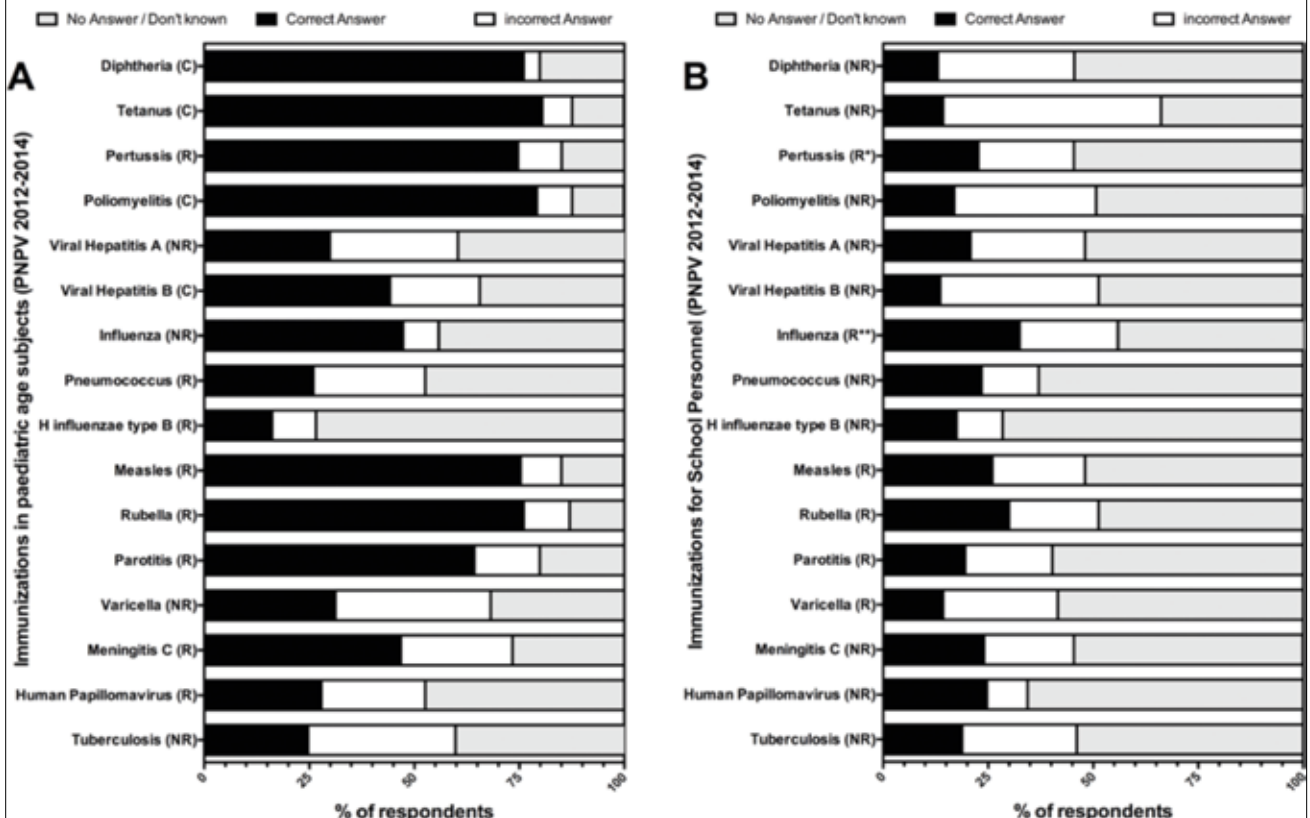 No Answer / Don't known Correct Answer incorrect Answer
A
Immunizations in paediatric age subjects (PNPV 2012-2014)
Diphtheria (C)
Tetanus (C)
Pertussis (R)
Poliomyelitis (C)
Viral Hepatitis A (NR)
Viral Hepatitis B (C)
Influenza (NR)
Pneumococcus (R)
H influenzae type B (R)
Measles (R)
Rubella (R)
Parotitis (R)
Varicella (NR)
Meningitis C (R)
Human Papillomavirus (R)
Tuberculosis (NR)
0 25 50 75 100
% of respondents
No Answer / Don't known Correct Answer incorrect Answer
B
Immunizations for School Personnel (PNPV 2012-2014)
Diphtheria (NR)
Tetanus (NR)
Pertussis (R*)
Poliomyelitis (NR)
Viral Hepatitis A (NR)
Viral Hepatitis B (NR)
Influenza (R**)
Pneumococcus (NR)
H influenzae type B (NR)
Measles (R)
Rubella (R)
Parotitis (R)
Varicella (R)
Meningitis C (NR)
Human Papillomavirus (NR)
Tuberculosis (NR)
0 25 50 75 100
% of respondents